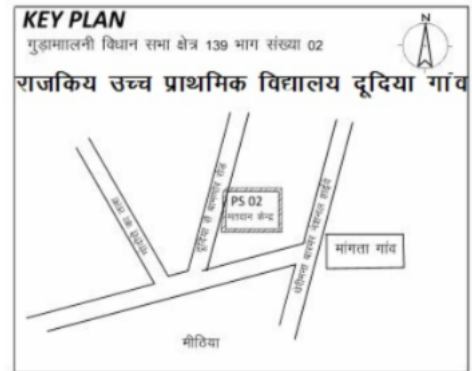 KEY PLAN
N
गुडामाालनी विधान सभा क्षेत्र 139 भाग संख्या 02
राजकिय उच्च प्राथमिक विद्यालय दूदिया गांव
PS 02
मतदान केन्द्र
मांगता गांव
मीठिया